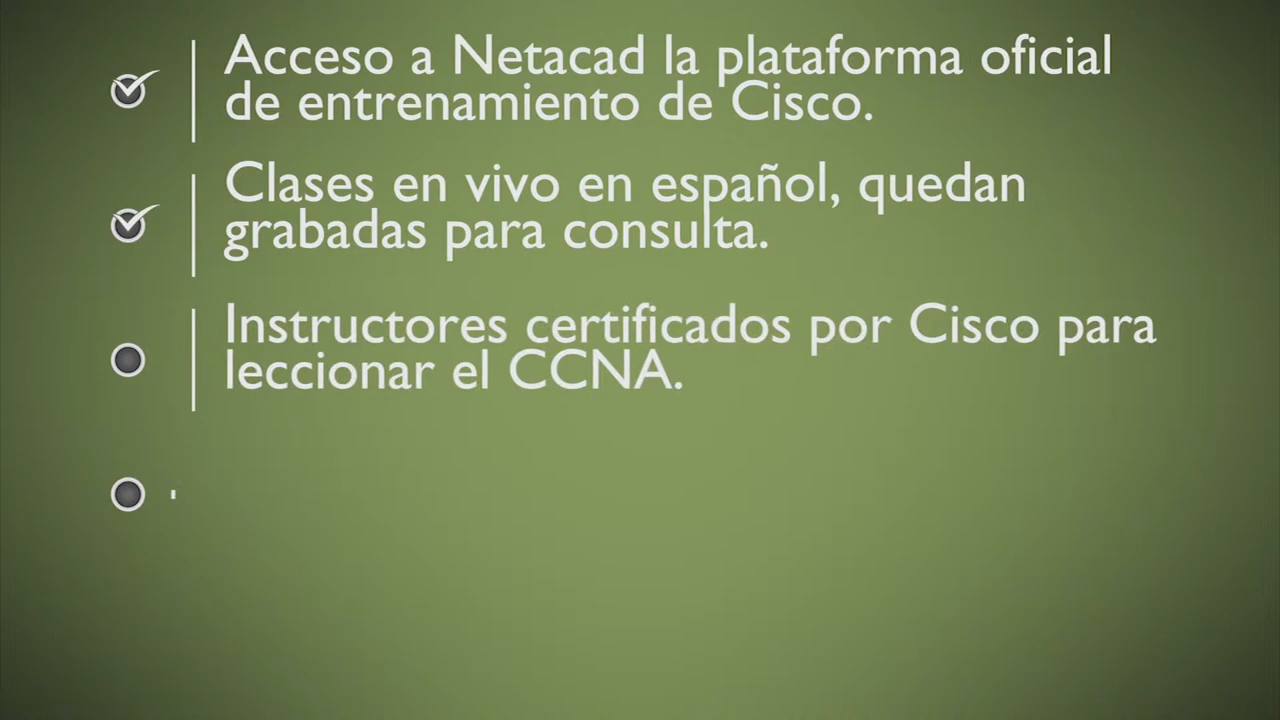 Acceso a Netacad la plataforma oficial
de entrenamiento de Cisco.
Clases en vivo en español, quedan
grabadas para consulta.
Instructores certificados por Cisco para
leccionar el CCNA.